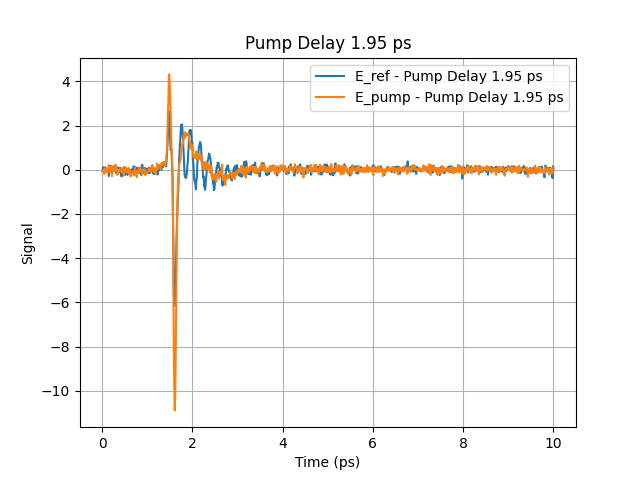 Pump Delay 1.95 ps
E_ref - Pump Delay 1.95 ps
E_pump - Pump Delay 1.95 ps
4
2
0
−2
−4
−6
−8
−10
Signal
0 2 4 6 8 10
Time (ps)